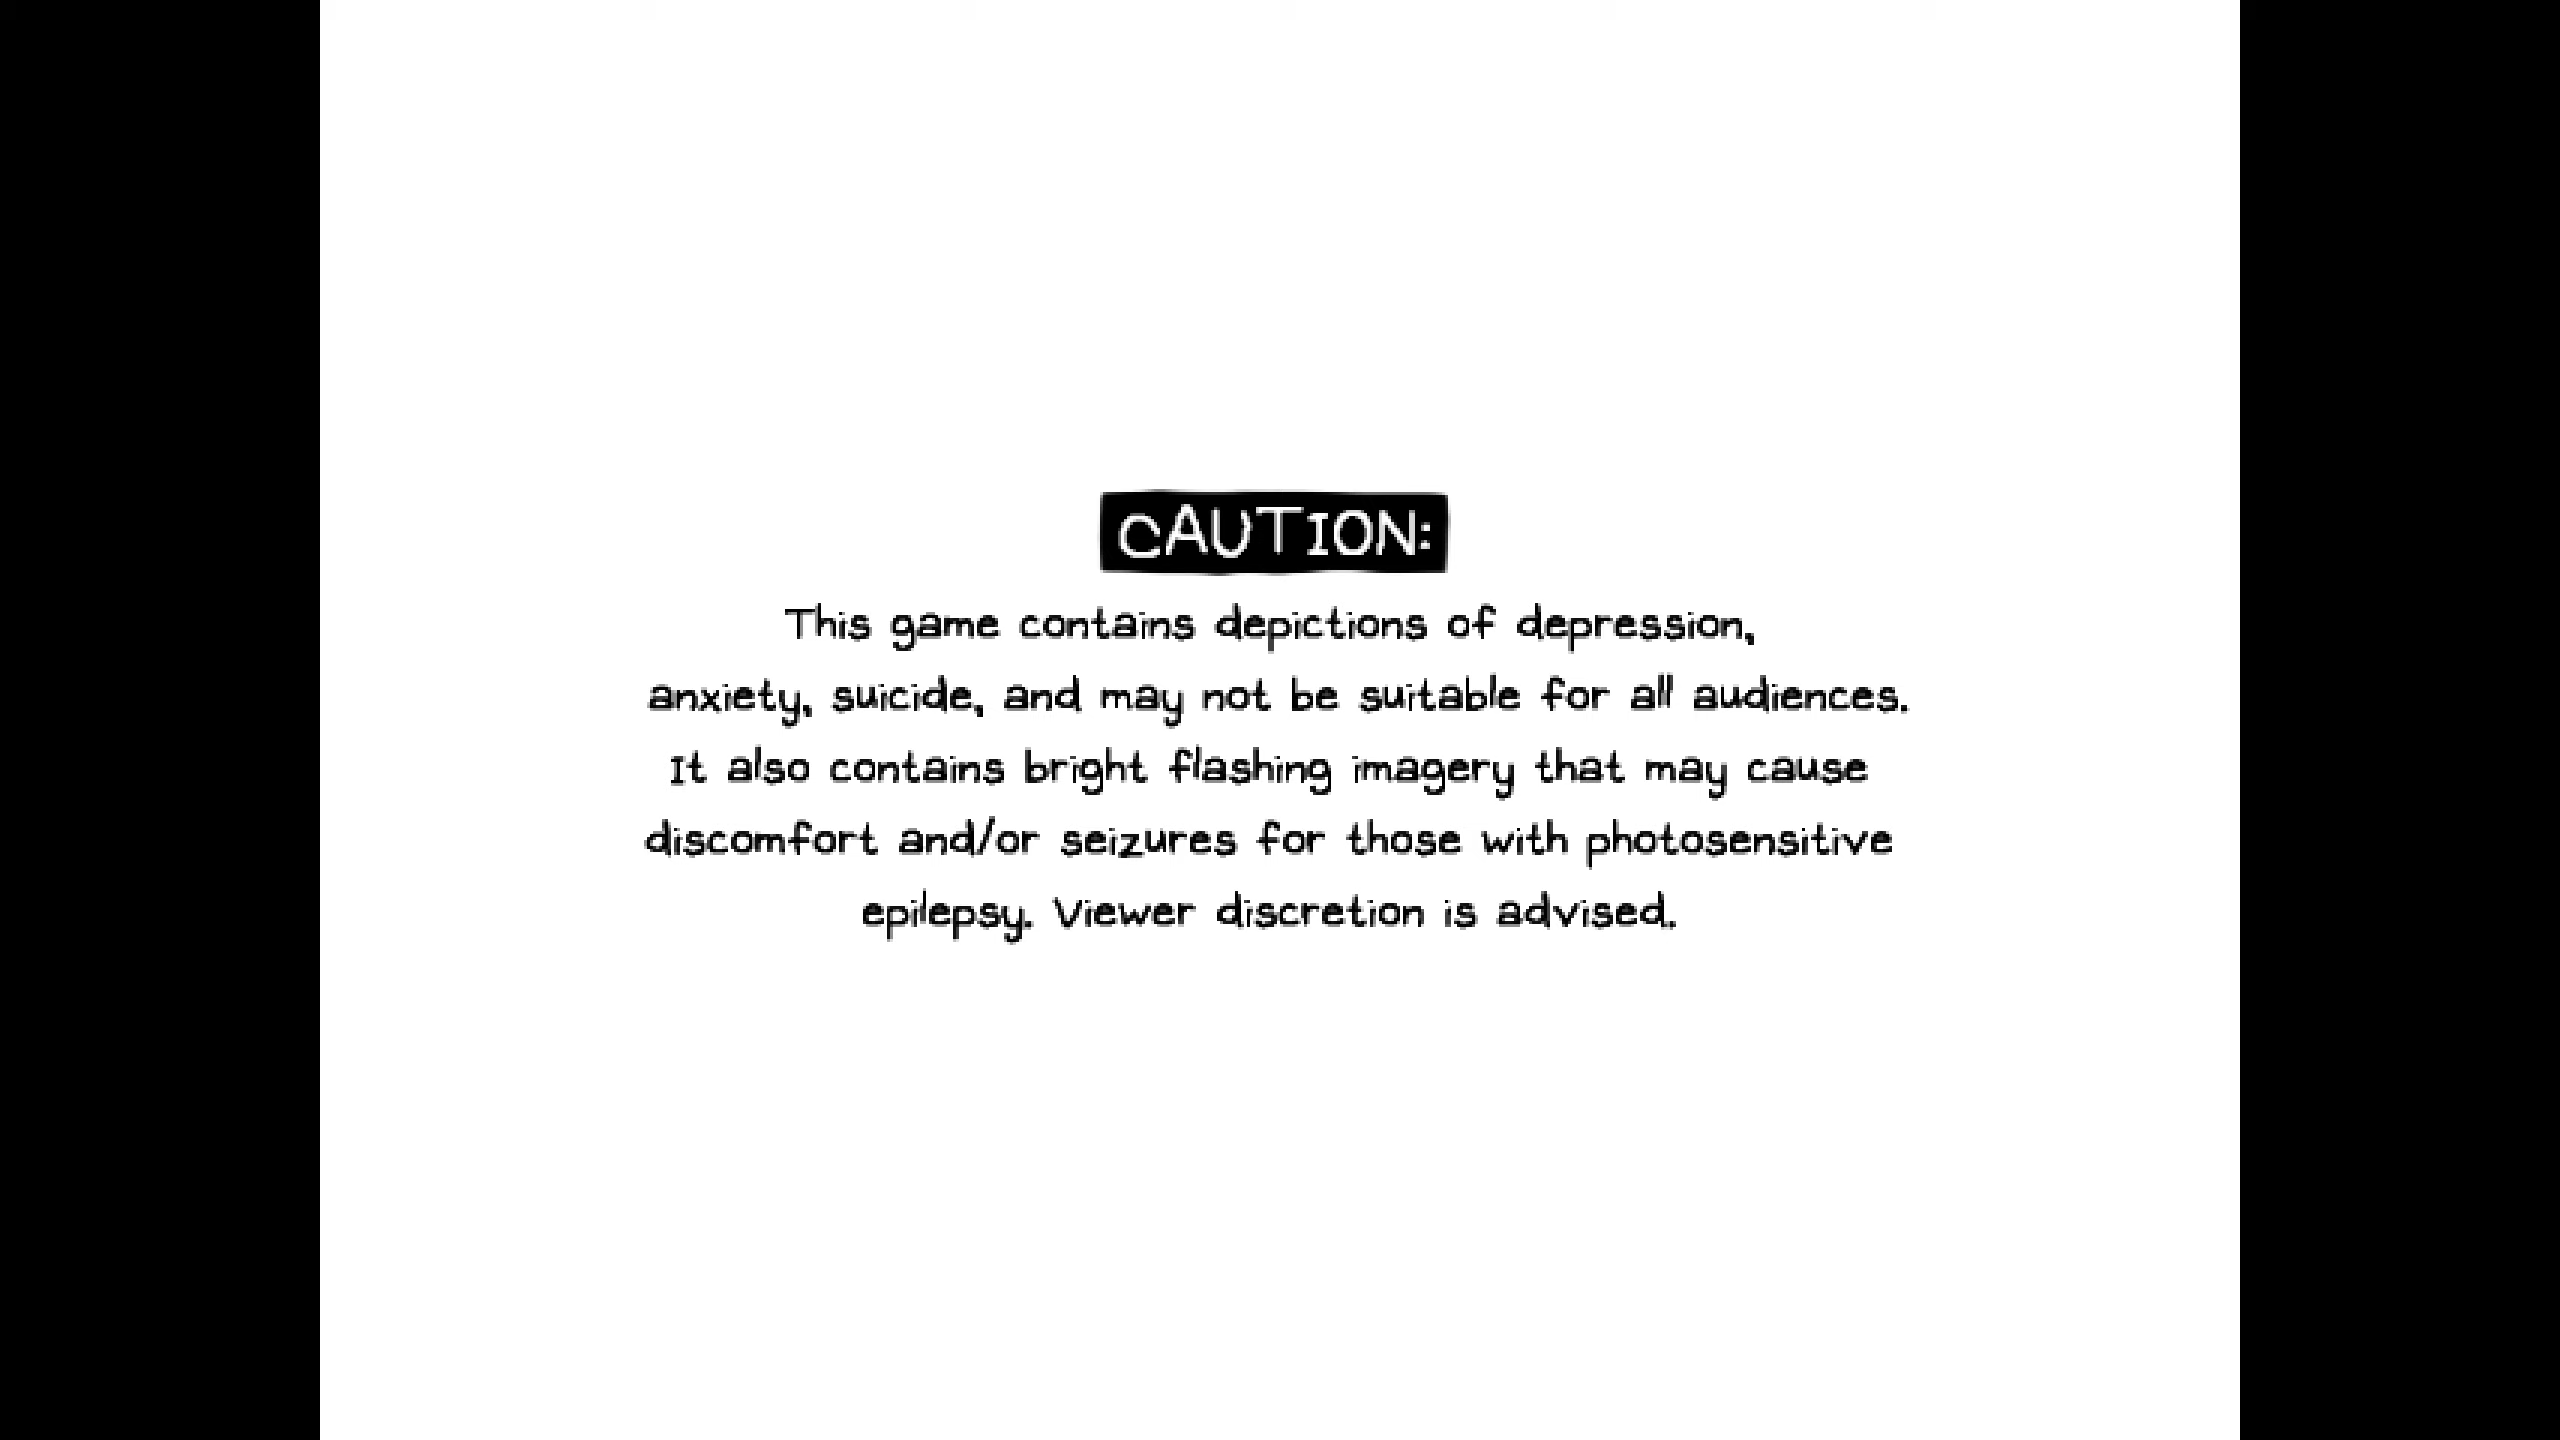 CAUTION:
This game contains depictions of depression,
anxiety, suicide, and may not be suitable for all audiences.
It also contains bright flashing imagery that may cause
discomfort and/or seizures for those with photosensitive
epilepsy. Viewer discretion is advised.